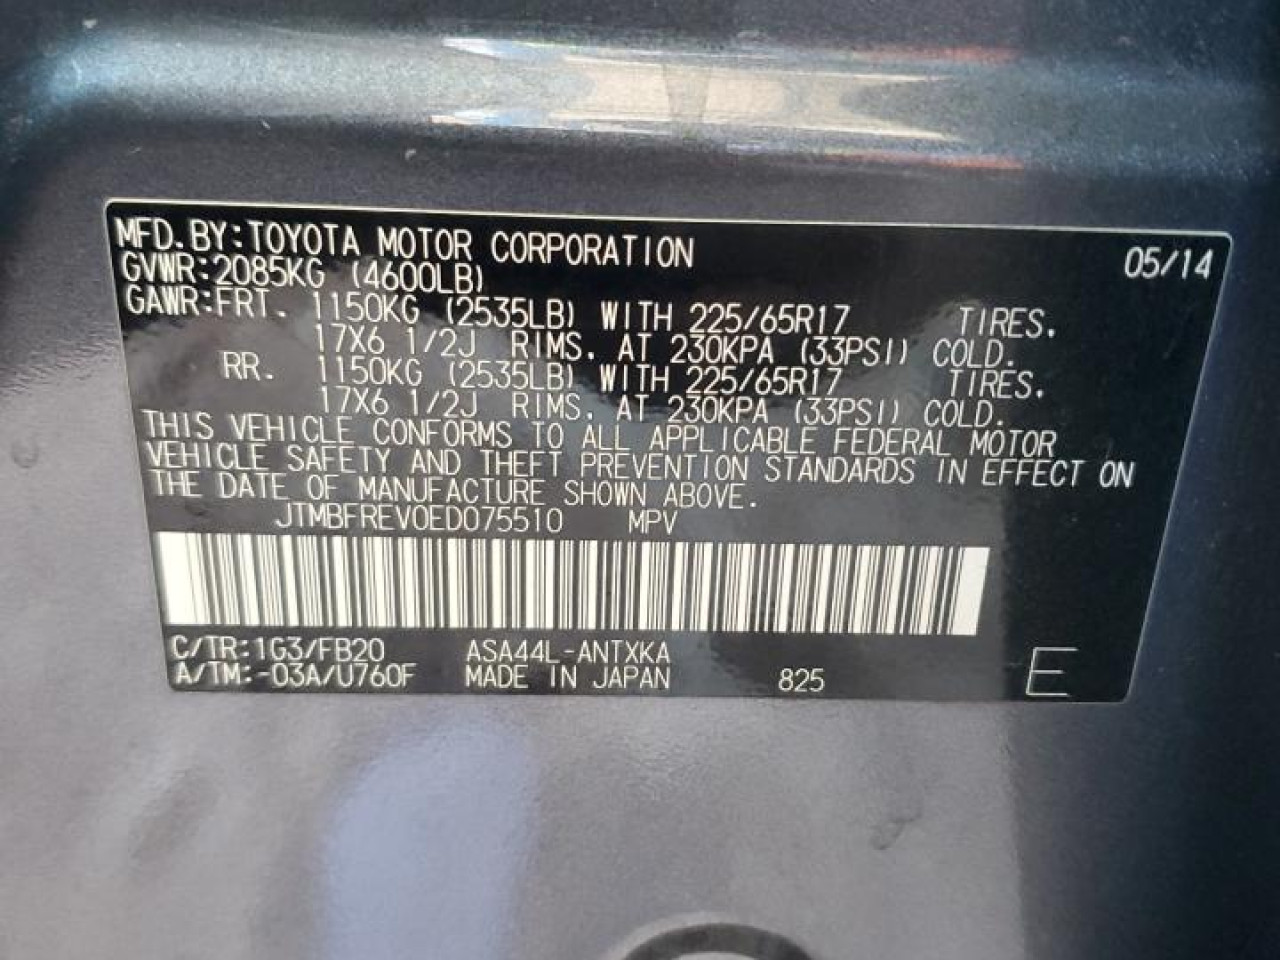 MFD.BY:TOYOTA MOTOR CORPORATION 05/14
GVWR:2085KG (4600LB)
GAWR:FRT. 1150KG (2535LB) WITH 225/65R17 TIRES.
17X6 1/2J RIMS. AT 230KPA (33PSI) COLD.
RR. 1150KG (2535LB) WITH 225/65R17 TIRES.
17X6 1/2J RIMS. AT 230KPA (33PSI) COLD.
THIS VEHICLE CONFORMS TO ALL APPLICABLE FEDERAL MOTOR
VEHICLE SAFETY AND THEFT PREVENTION STANDARDS IN EFFECT ON
THE DATE OF MANUFACTURE SHOWN ABOVE.
JTMBFREV0ED075510 MPV
C/TR:1G3/FB20 ASA44L-ANTXKA
A/TM:-03A/U760F MADE IN JAPAN 825 E